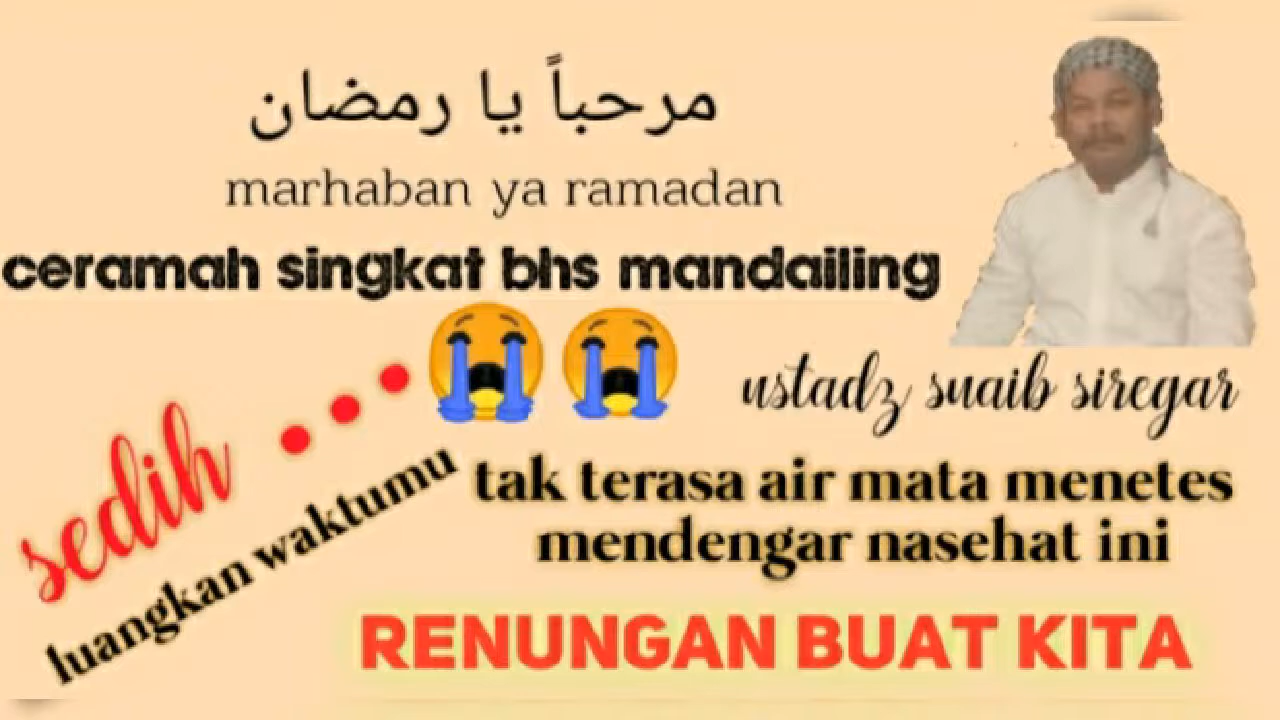 مرحباً يا رمضان
marhaban ya ramadan
ceramah singkat bhs mandailing
ustadz suaib siregar
sedih ...
luangkan waktumu
tak terasa air mata menetes
mendengar nasehat ini
RENUNGAN BUAT KITA